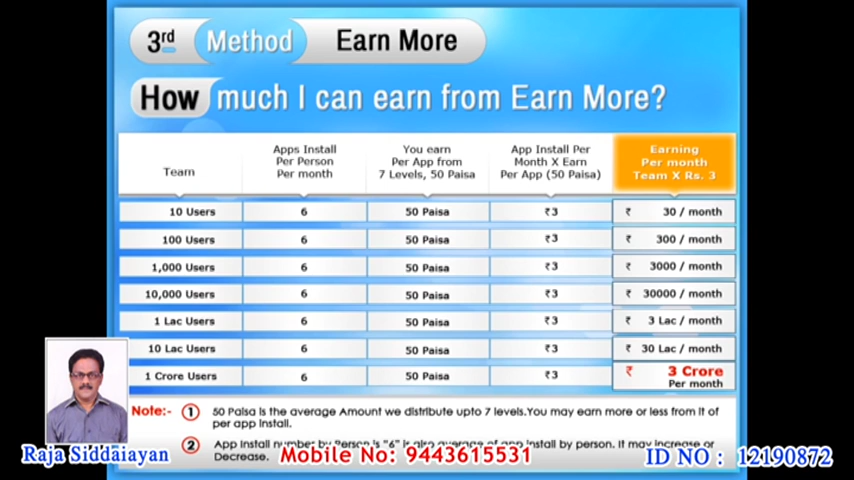 3rd Method Earn More
How much I can earn from Earn More?
Team
Apps Install
Per Person
Per month
You earn
Per App from
7 Levels, 50 Paisa
App Install Per
Month X Earn
Per App (50 Paisa)
Earning
Per month
Team X Rs. 3
10 Users 6 50 Paisa ₹3 ₹ 30 / month
100 Users 6 50 Paisa ₹3 ₹ 300 / month
1,000 Users 6 50 Paisa ₹3 ₹ 3000 / month
10,000 Users 6 50 Paisa ₹3 ₹ 30000 / month
1 Lac Users 6 50 Paisa ₹3 ₹ 3 Lac / month
10 Lac Users 6 50 Paisa ₹3 ₹ 30 Lac / month
1 Crore Users 6 50 Paisa ₹3 ₹ 3 Crore
Per month
Note:- 1 50 Paisa is the average Amount we distribute upto 7 levels.You may earn more or less from it of
per app install.
2 App Install number by Person is "6" is also average of app install by person. It may increase or
Decrease.
Raja Siddaiayan Mobile No: 9443615531 ID NO : 12190872